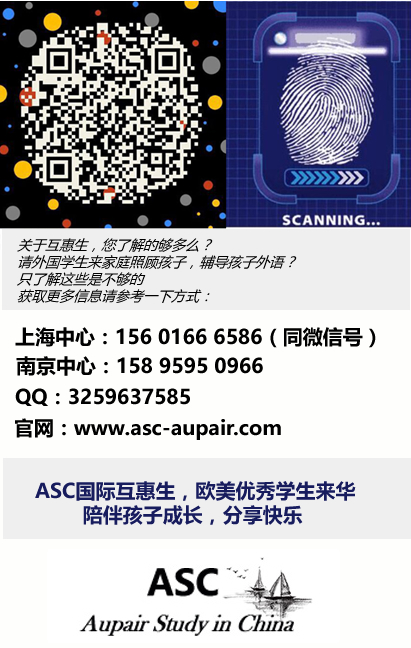 SCANNING...
关于互惠生，您了解的够多么？
请外国学生来家庭照顾孩子，辅导孩子外语？
只了解这些是不够的
获取更多信息请参考一下方式：
上海中心：156 0166 6586（同微信号）
南京中心：158 9595 0966
QQ：3259637585
官网：www.asc-aupair.com
ASC国际互惠生，欧美优秀学生来华
陪伴孩子成长，分享快乐
ASC
Aupair Study in China